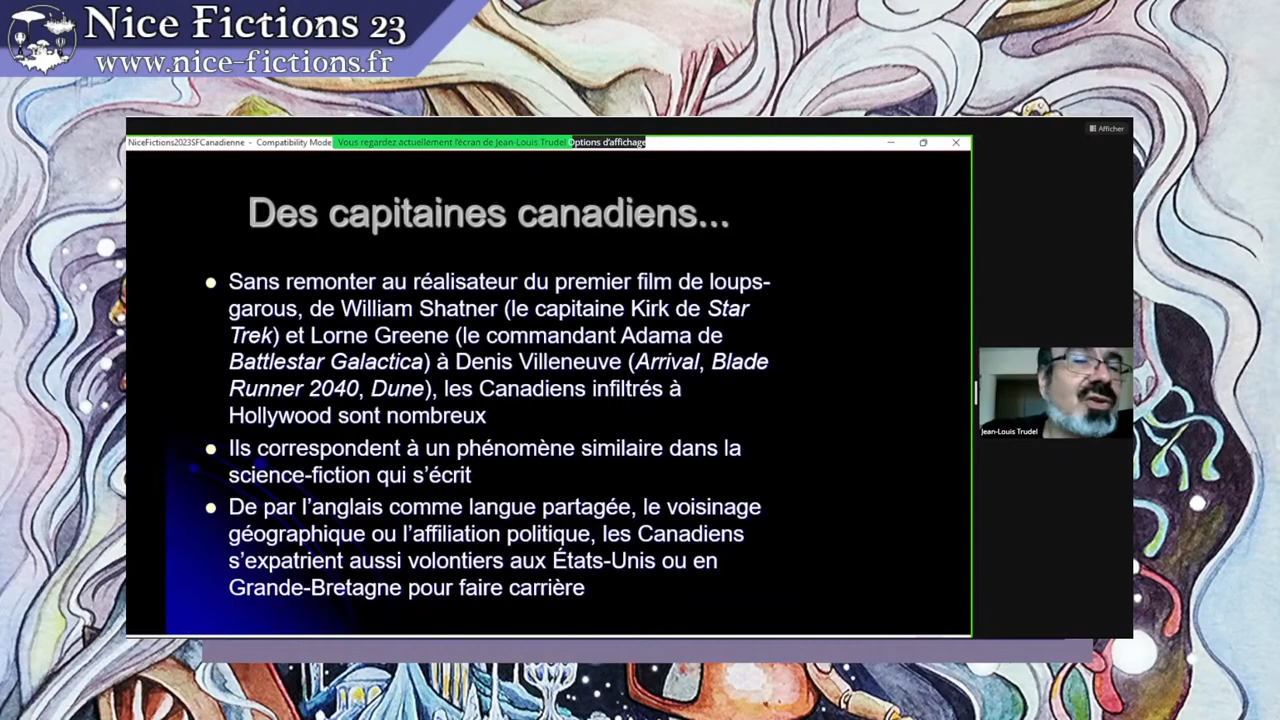 Nice Fictions 23
www.nice-fictions.fr
Afficher
NiceFictions2023SFCanadienne - Compatibility Mode
Vous regardez actuellement l'écran de Jean-Louis Trudel
Options d'affichage
Des capitaines canadiens...
Sans remonter au réalisateur du premier film de loups-
garous, de William Shatner (le capitaine Kirk de Star
Trek) et Lorne Greene (le commandant Adama de
Battlestar Galactica) à Denis Villeneuve (Arrival, Blade
Runner 2040, Dune), les Canadiens infiltrés à
Hollywood sont nombreux
Ils correspondent à un phénomène similaire dans la
science-fiction qui s'écrit
De par l'anglais comme langue partagée, le voisinage
géographique ou l'affiliation politique, les Canadiens
s'expatrient aussi volontiers aux États-Unis ou en
Grande-Bretagne pour faire carrière
Jean-Louis Trudel